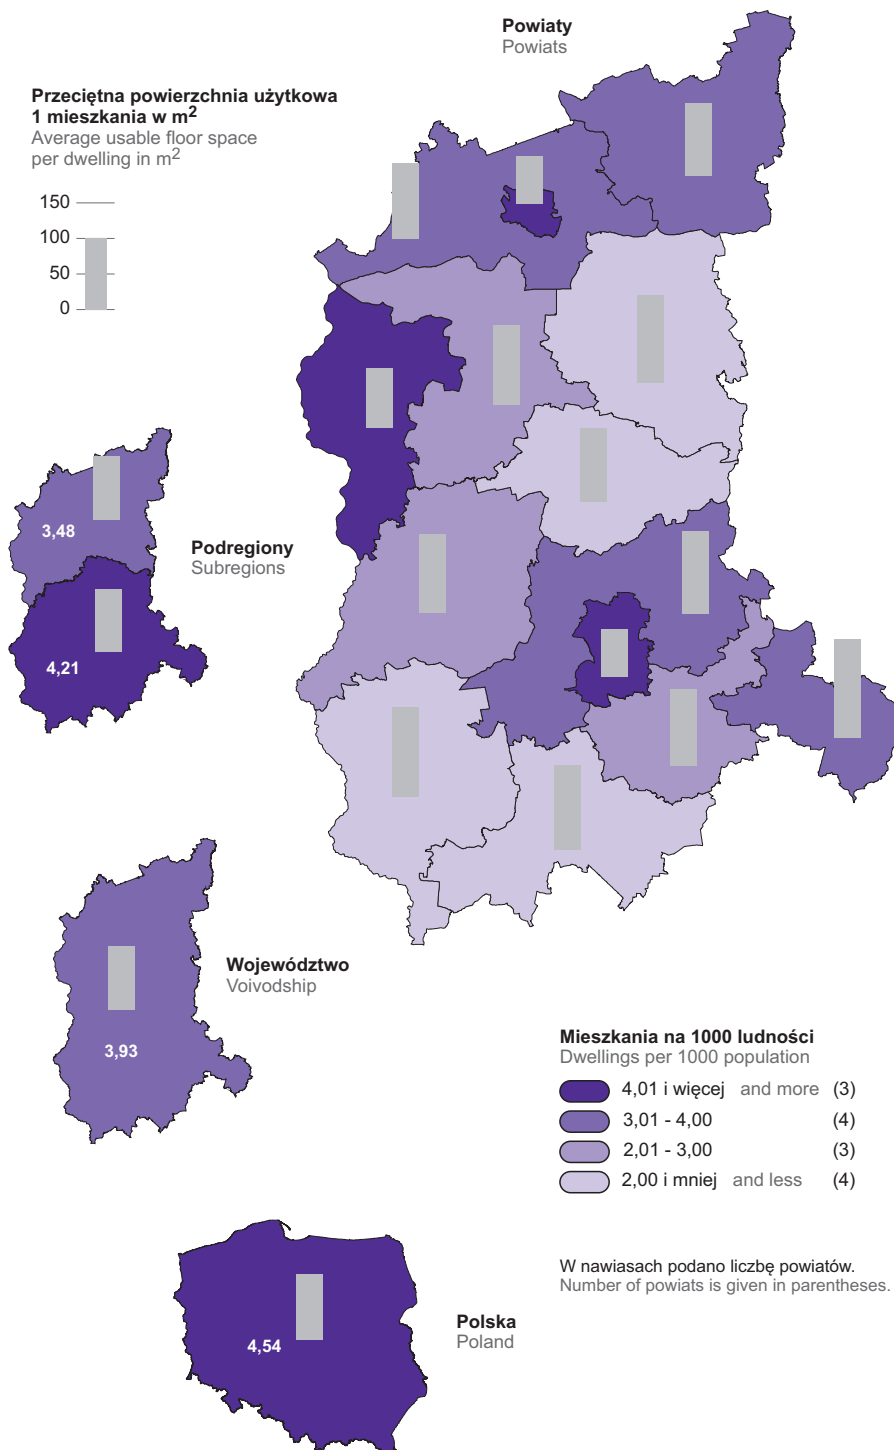 Powiaty
Powiats
Przeciętna powierzchnia użytkowa
1 mieszkania w m²
Average usable floor space
per dwelling in m²
150
100
50
0
3,48
Podregiony
Subregions
4,21
Województwo
Voivodship
3,93
Mieszkania na 1000 ludności
Dwellings per 1000 population
4,01 i więcej and more (3)
3,01 - 4,00 (4)
2,01 - 3,00 (3)
2,00 i mniej and less (4)
W nawiasach podano liczbę powiatów.
Number of powiats is given in parentheses.
Polska
Poland
4,54